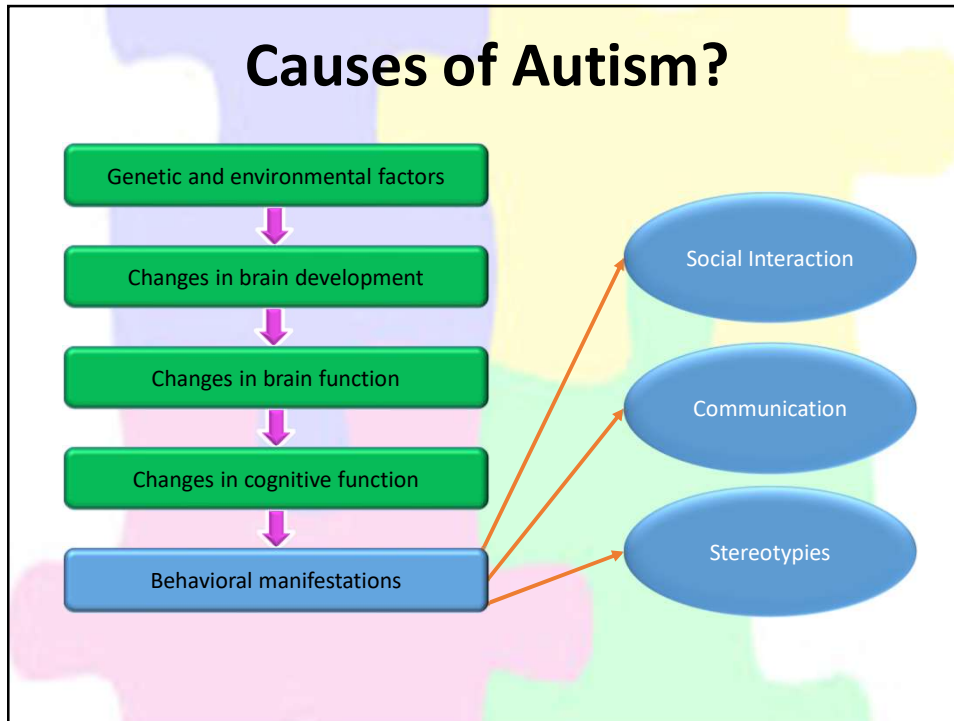 Causes of Autism?
Genetic and environmental factors
Changes in brain development
Changes in brain function
Changes in cognitive function
Behavioral manifestations
Social Interaction
Communication
Stereotypies